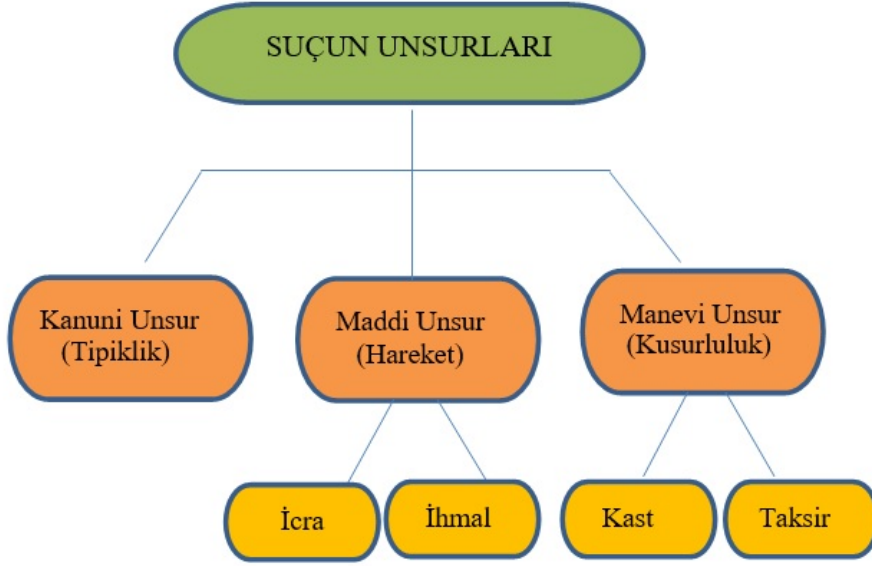 SUÇUN UNSURLARI
Kanuni Unsur
(Tipiklik)
Maddi Unsur
(Hareket)
Manevi Unsur
(Kusurluluk)
İcra
İhmal
Kast
Taksir